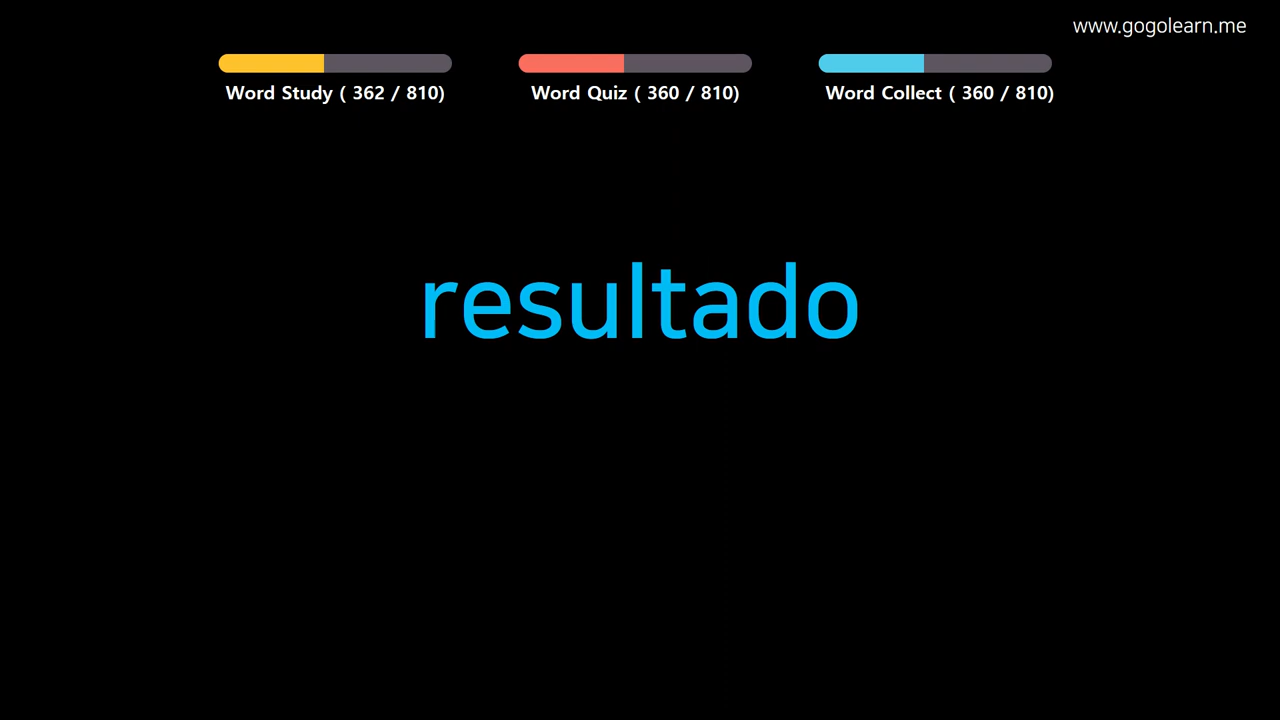 www.gogolearn.me
Word Study ( 362 / 810)
Word Quiz ( 360 / 810)
Word Collect ( 360 / 810)
resultado